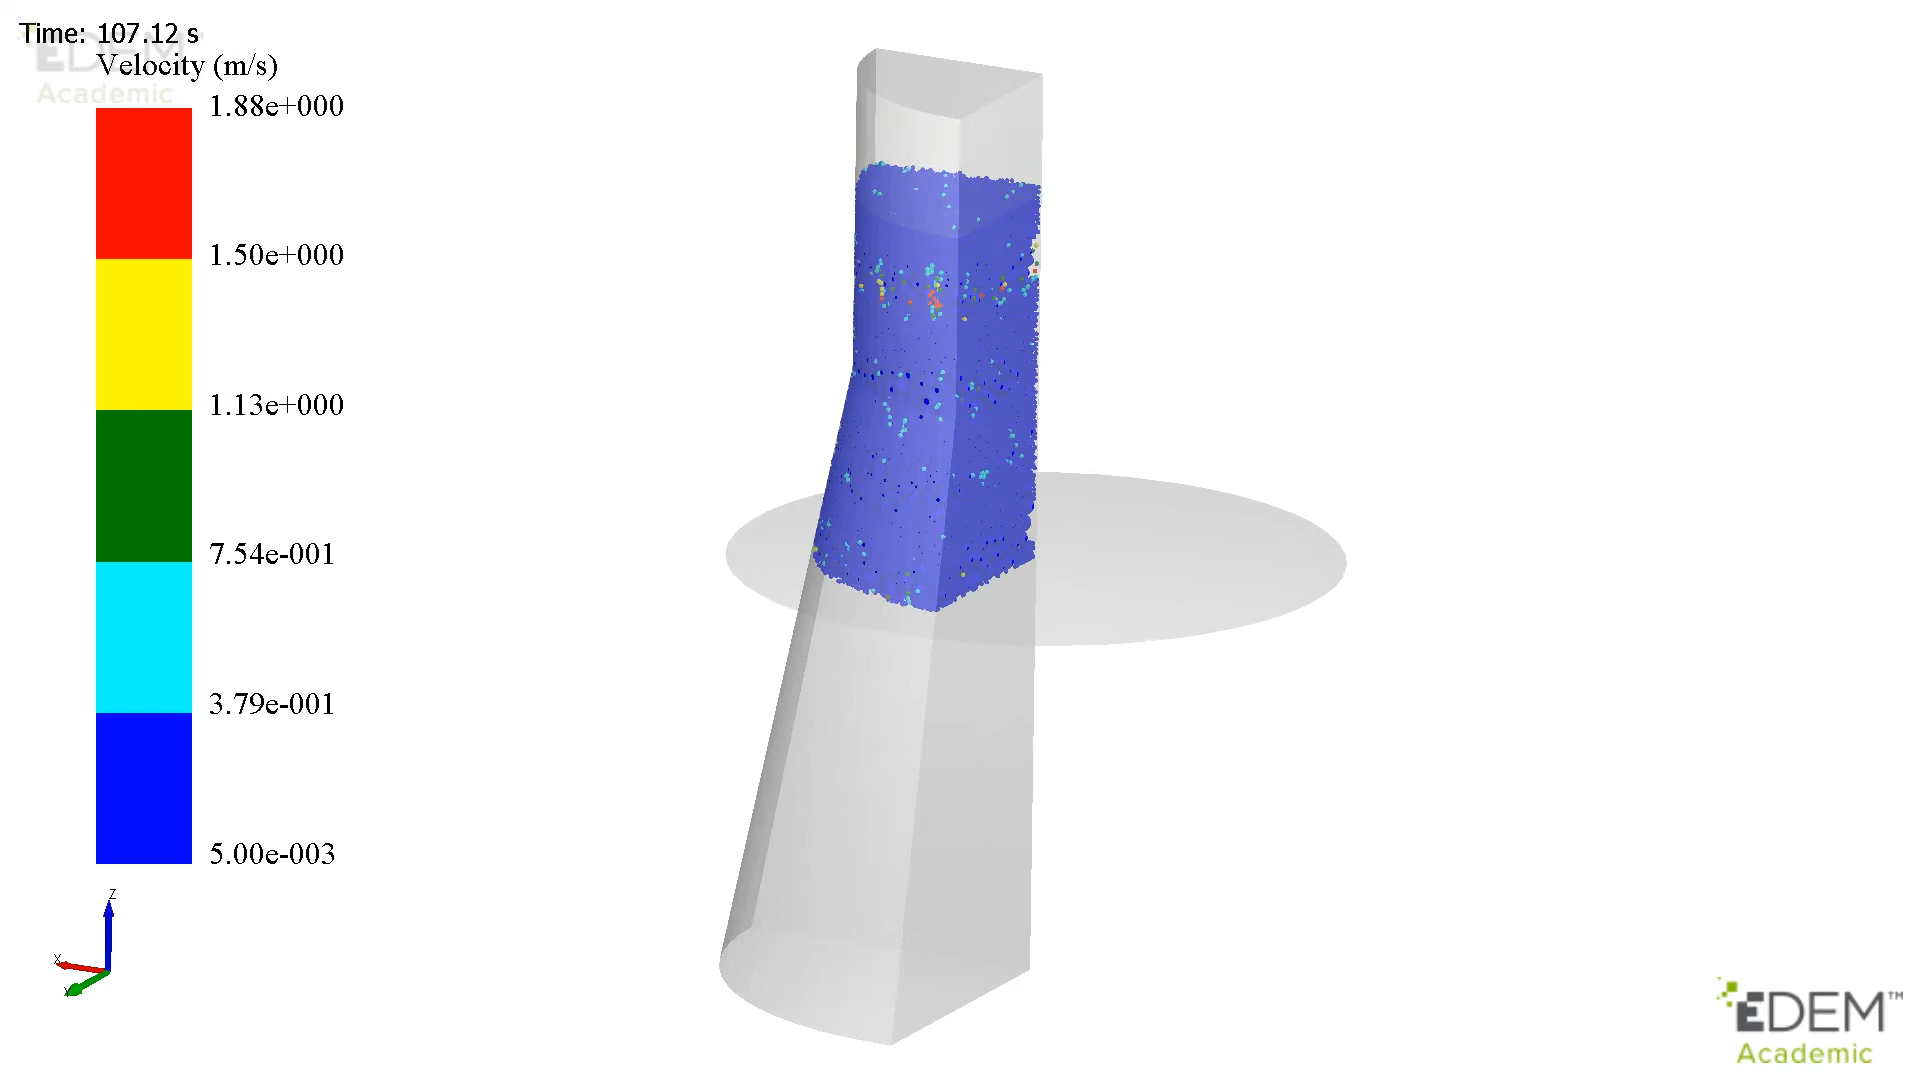 Time: 107.12 s
EDEM
Academic
Velocity (m/s)
1.88e+000
1.50e+000
1.13e+000
7.54e-001
3.79e-001
5.00e-003
Z
X
Y
EDEM™
Academic